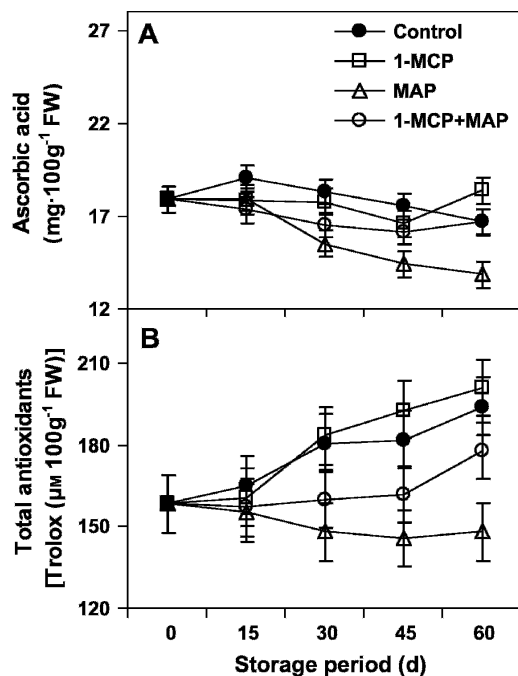 A
Control
1-MCP
MAP
1-MCP+MAP
Ascorbic acid
(mg·100g⁻¹ FW)
27
22
17
12
B
Total antioxidants
[Trolox (μM 100g⁻¹ FW)]
210
180
150
120
0 15 30 45 60
Storage period (d)